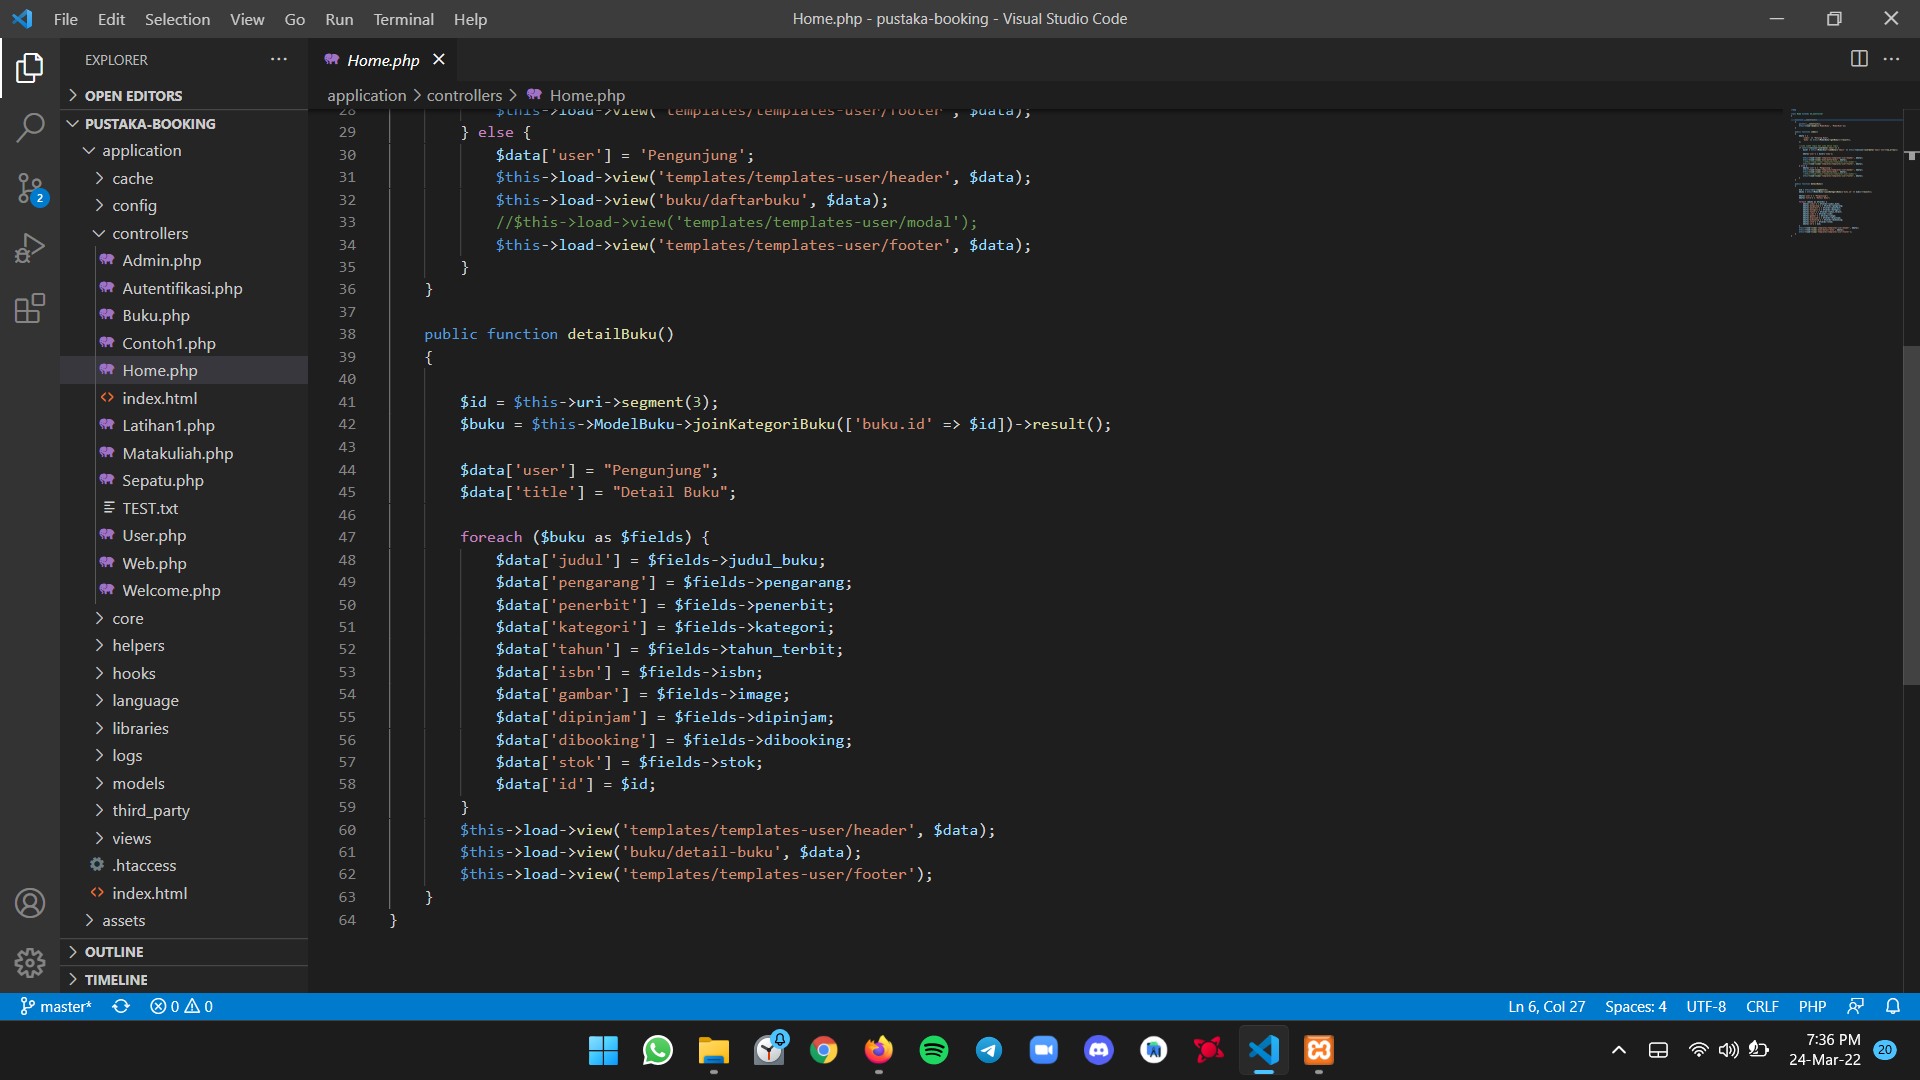 File Edit Selection View Go Run Terminal Help
Home.php - pustaka-booking - Visual Studio Code
EXPLORER
OPEN EDITORS
PUSTAKA-BOOKING
application
cache
config
controllers
Admin.php
Autentifikasi.php
Buku.php
Contoh1.php
Home.php
index.html
Latihan1.php
Matakuliah.php
Sepatu.php
TEST.txt
User.php
Web.php
Welcome.php
core
helpers
hooks
language
libraries
logs
models
third_party
views
.htaccess
index.html
assets
OUTLINE
TIMELINE
2
Home.php
application > controllers > Home.php
28 $this->load->view('templates/templates-user/footer', $data);
29 } else {
30 $data['user'] = 'Pengunjung';
31 $this->load->view('templates/templates-user/header', $data);
32 $this->load->view('buku/daftarbuku', $data);
33 //$this->load->view('templates/templates-user/modal');
34 $this->load->view('templates/templates-user/footer', $data);
35 }
36 }
37
38 public function detailBuku()
39 {
40
41 $id = $this->uri->segment(3);
42 $buku = $this->ModelBuku->joinKategoriBuku(['buku.id' => $id])->result();
43
44 $data['user'] = "Pengunjung";
45 $data['title'] = "Detail Buku";
46
47 foreach ($buku as $fields) {
48 $data['judul'] = $fields->judul_buku;
49 $data['pengarang'] = $fields->pengarang;
50 $data['penerbit'] = $fields->penerbit;
51 $data['kategori'] = $fields->kategori;
52 $data['tahun'] = $fields->tahun_terbit;
53 $data['isbn'] = $fields->isbn;
54 $data['gambar'] = $fields->image;
55 $data['dipinjam'] = $fields->dipinjam;
56 $data['dibooking'] = $fields->dibooking;
57 $data['stok'] = $fields->stok;
58 $data['id'] = $id;
59 }
60 $this->load->view('templates/templates-user/header', $data);
61 $this->load->view('buku/detail-buku', $data);
62 $this->load->view('templates/templates-user/footer');
63 }
64 }
master* 0 0
Ln 6, Col 27 Spaces: 4 UTF-8 CRLF PHP
7:36 PM
24-Mar-22
20